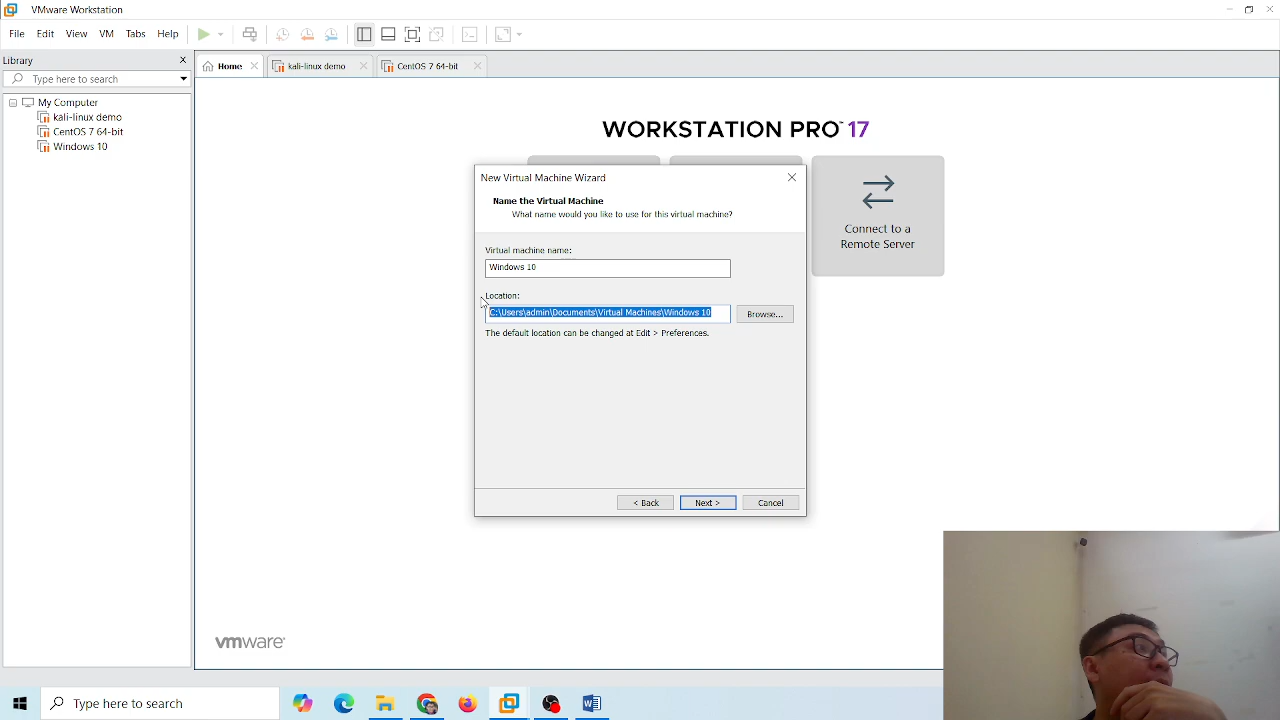 VMware Workstation
File Edit View VM Tabs Help
Library
Type here to search
Home
kali-linux demo
CentOS 7 64-bit
My Computer
kali-linux demo
CentOS 7 64-bit
Windows 10
WORKSTATION PRO™ 17
Connect to a
Remote Server
New Virtual Machine Wizard
Name the Virtual Machine
What name would you like to use for this virtual machine?
Virtual machine name:
Windows 10
Location:
C:\Users\admin\Documents\Virtual Machines\Windows 10
Browse...
The default location can be changed at Edit > Preferences.
< Back
Next >
Cancel
vmware
Type here to search